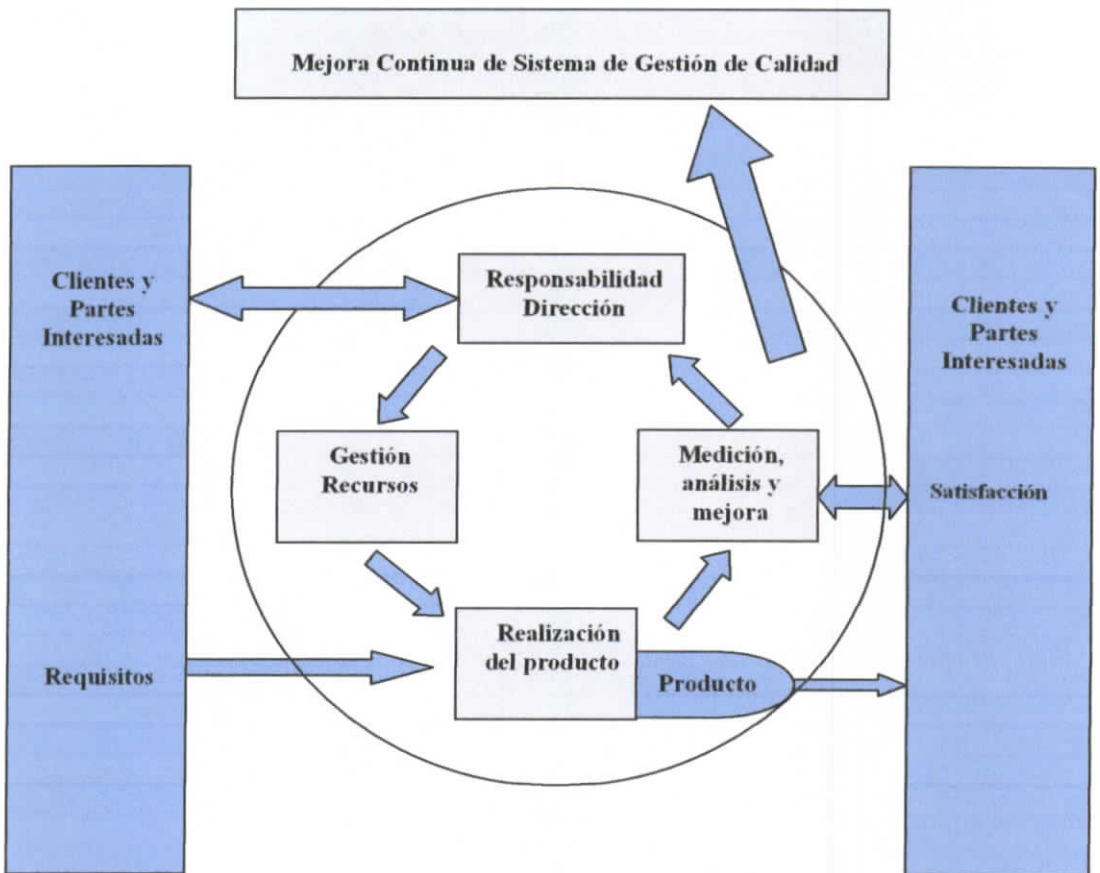 Mejora Continua de Sistema de Gestión de Calidad
Clientes y
Partes
Interesadas
Requisitos
Responsabilidad
Dirección
Gestión
Recursos
Medición,
análisis y
mejora
Realización
del producto
Producto
Clientes y
Partes
Interesadas
Satisfacción